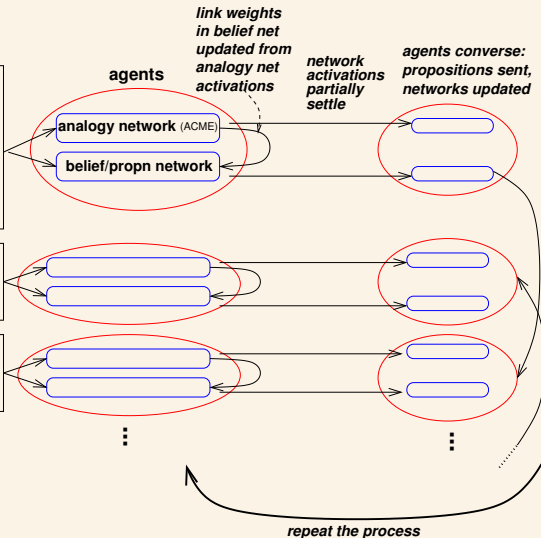 link weights
in belief net
updated from
analogy net
activations
network
activations
partially
settle
agents converse:
propositions sent,
networks updated
agents
analogy network (ACME)
belief/propn network
repeat the process